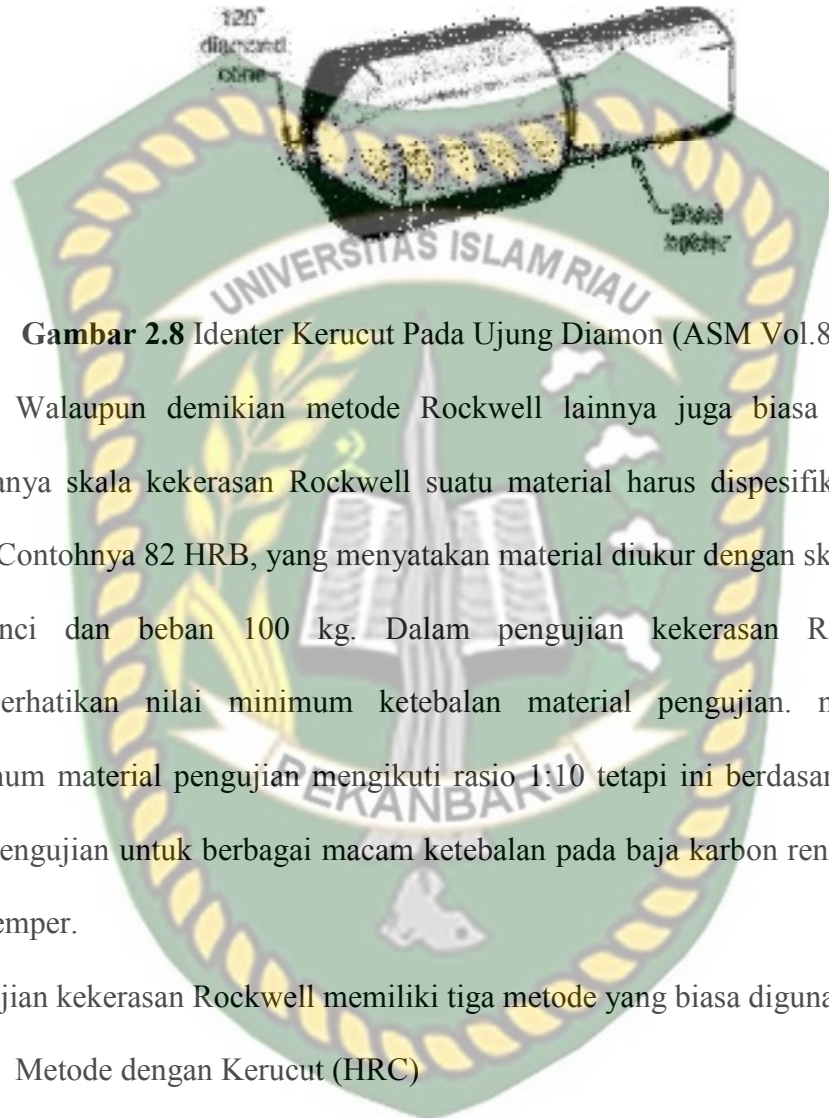 120°
diamond
cone
Steel
holder
UNIVERSITAS ISLAM RIAU
Gambar 2.8 Identer Kerucut Pada Ujung Diamon (ASM Vol.8
Walaupun demikian metode Rockwell lainnya juga biasa
anya skala kekerasan Rockwell suatu material harus dispesifik
Contohnya 82 HRB, yang menyatakan material diukur dengan sk
nci dan beban 100 kg. Dalam pengujian kekerasan R
erhatikan nilai minimum ketebalan material pengujian. m
um material pengujian mengikuti rasio 1:10 tetapi ini berdasar
PEKANBARU
engujian untuk berbagai macam ketebalan pada baja karbon ren
emper.
jian kekerasan Rockwell memiliki tiga metode yang biasa diguna
Metode dengan Kerucut (HRC)